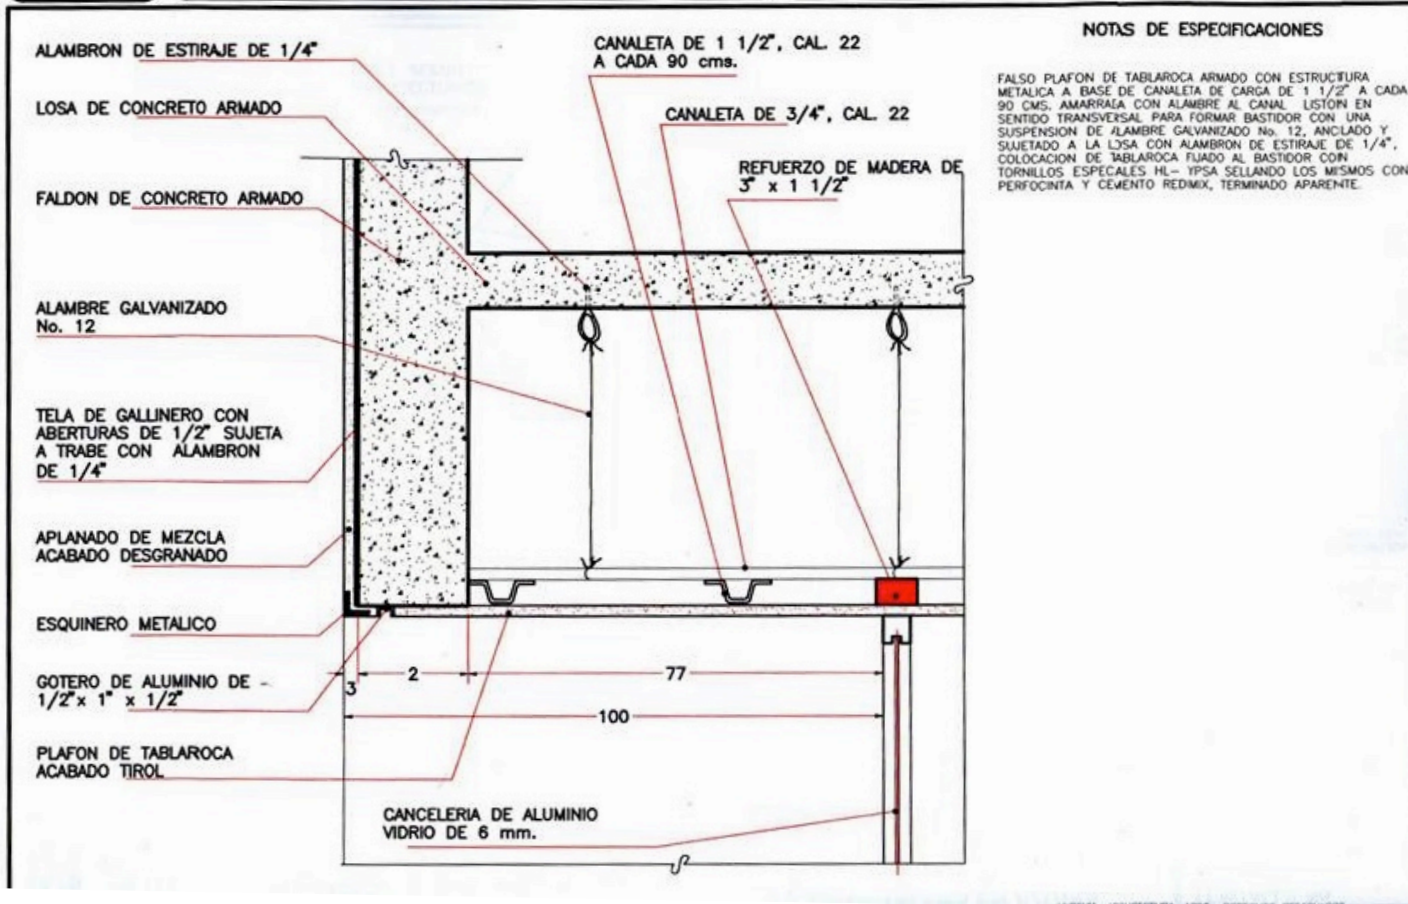 ALAMBRON DE ESTIRAJE DE 1/4"
LOSA DE CONCRETO ARMADO
FALDON DE CONCRETO ARMADO
ALAMBRE GALVANIZADO
No. 12
TELA DE GALLINERO CON
ABERTURAS DE 1/2" SUJETA
A TRABE CON ALAMBRON
DE 1/4"
APLANADO DE MEZCLA
ACABADO DESGRANADO
ESQUINERO METALICO
GOTERO DE ALUMINIO DE
1/2" x 1" x 1/2"
PLAFON DE TABLAROCA
ACABADO TIROL
CANALETA DE 1 1/2", CAL. 22
A CADA 90 cms.
CANALETA DE 3/4", CAL. 22
REFUERZO DE MADERA DE
3" x 1 1/2"
3
2
77
100
CANCELERIA DE ALUMINIO
VIDRIO DE 6 mm.
NOTAS DE ESPECIFICACIONES
FALSO PLAFON DE TABLAROCA ARMADO CON ESTRUCTURA
METALICA A BASE DE CANALETA DE CARGA DE 1 1/2" A CADA
90 CMS. AMARRADA CON ALAMBRE AL CANAL LISTON EN
SENTIDO TRANSVERSAL PARA FORMAR BASTIDOR CON UNA
SUSPENSION DE ALAMBRE GALVANIZADO No. 12, ANCLADO Y
SUJETADO A LA LOSA CON ALAMBRON DE ESTIRAJE DE 1/4",
COLOCACION DE TABLAROCA FIJADO AL BASTIDOR CON
TORNILLOS ESPECALES HL- YPSA SELLANDO LOS MISMOS CON
PERFOCINTA Y CEMENTO REDIMIX, TERMINADO APARENTE.